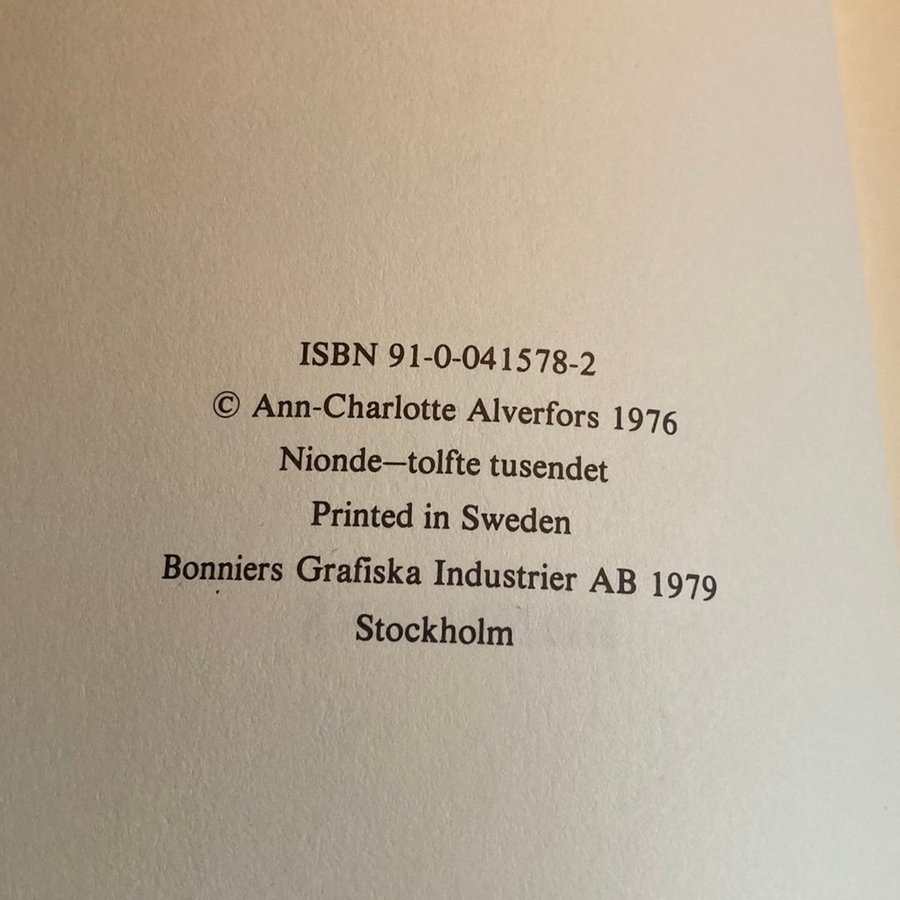 ISBN 91-0-041578-2
© Ann-Charlotte Alverfors 1976
Nionde—tolfte tusendet
Printed in Sweden
Bonniers Grafiska Industrier AB 1979
Stockholm